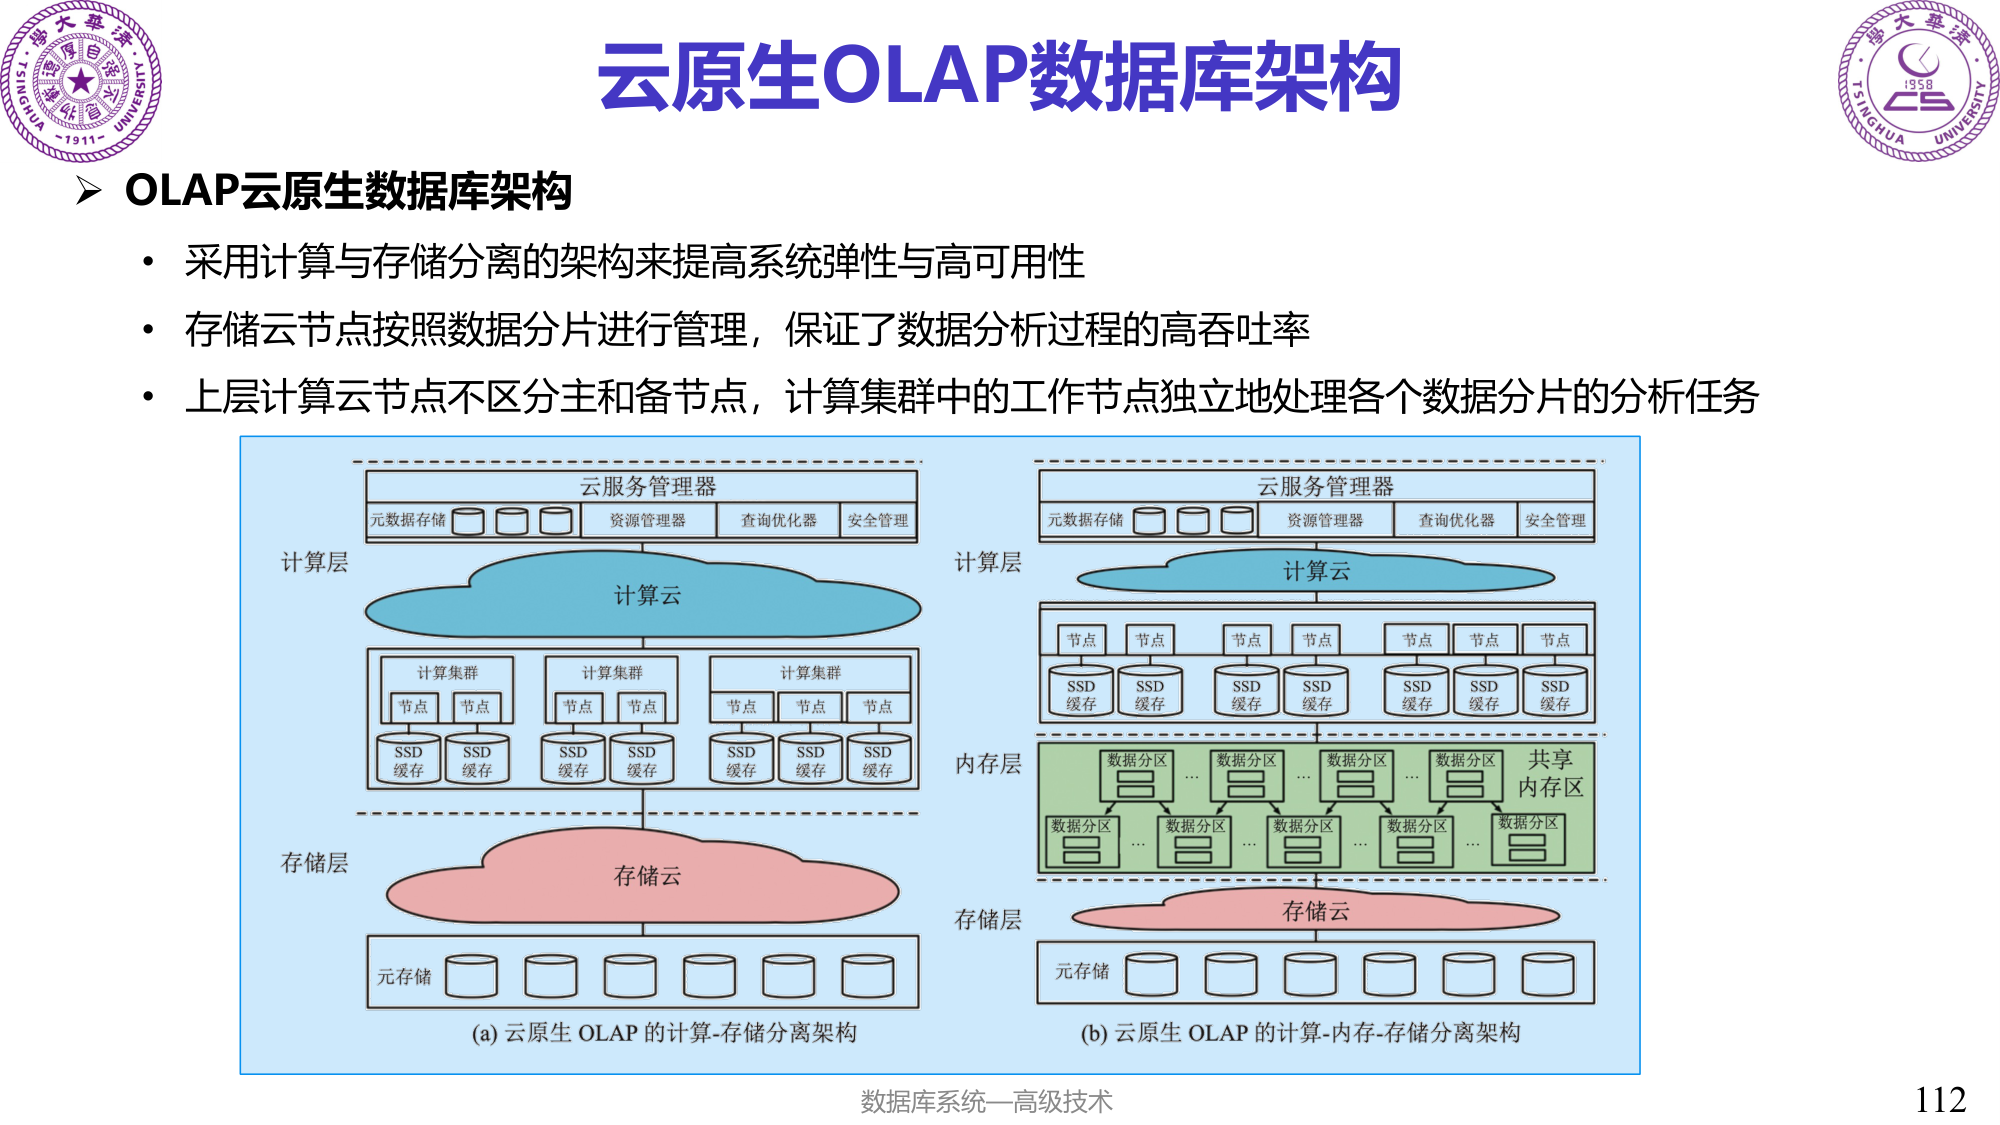 云原生OLAP数据库架构
OLAP云原生数据库架构
• 采用计算与存储分离的架构来提高系统弹性与高可用性
• 存储云节点按照数据分片进行管理，保证了数据分析过程的高吞吐率
• 上层计算云节点不区分主和备节点，计算集群中的工作节点独立地处理各个数据分片的分析任务
云服务管理器
元数据存储 资源管理器 查询优化器 安全管理
计算层
计算云
计算集群 计算集群 计算集群
节点 节点 节点 节点 节点 节点 节点
SSD SSD SSD SSD SSD SSD SSD
缓存 缓存 缓存 缓存 缓存 缓存 缓存
存储层
存储云
元存储
(a) 云原生 OLAP 的计算-存储分离架构
云服务管理器
元数据存储 资源管理器 查询优化器 安全管理
计算层
计算云
节点 节点 节点 节点 节点 节点 节点
SSD SSD SSD SSD SSD SSD SSD
缓存 缓存 缓存 缓存 缓存 缓存 缓存
内存层
数据分区 … 数据分区 … 数据分区 … 数据分区
共享
内存区
数据分区 … 数据分区 … 数据分区 … 数据分区 … 数据分区
存储层
存储云
元存储
(b) 云原生 OLAP 的计算-内存-存储分离架构
数据库系统—高级技术
112
TSINGHUA UNIVERSITY
-1911-
1958
TSINGHUA UNIVERSITY